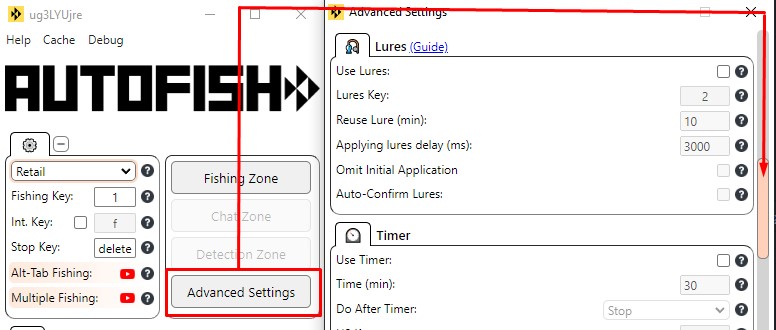 ug3LYUjre
Help Cache Debug
AUTOFISH
Retail
Fishing Key: 1
Int. Key: f
Stop Key: delete
Alt-Tab Fishing:
Multiple Fishing:
Fishing Zone
Chat Zone
Detection Zone
Advanced Settings
Advanced Settings
Lures (Guide)
Use Lures:
Lures Key: 2
Reuse Lure (min): 10
Applying lures delay (ms): 3000
Omit Initial Application
Auto-Confirm Lures:
Timer
Use Timer:
Time (min): 30
Do After Timer: Stop